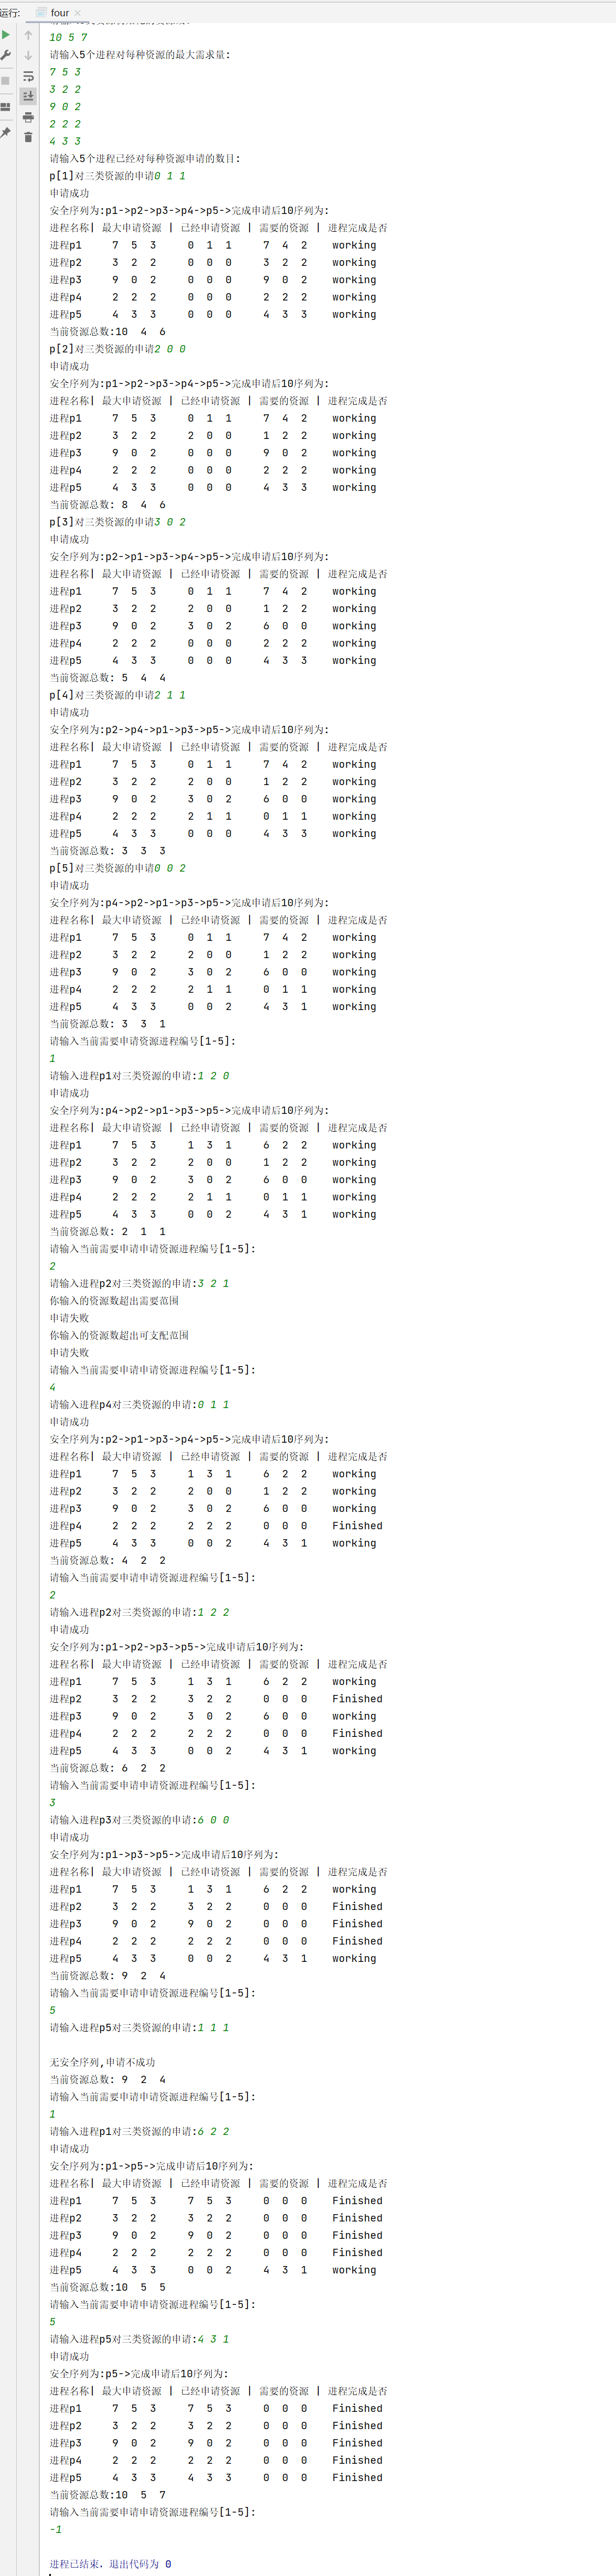 运行: four
10 5 7
请输入5个进程对每种资源的最大需求量:
7 5 3
3 2 2
9 0 2
2 2 2
4 3 3
请输入5个进程已经对每种资源申请的数目:
p[1]对三类资源的申请0 1 1
申请成功
安全序列为:p1->p2->p3->p4->p5->完成申请后10序列为:
进程名称| 最大申请资源 | 已经申请资源 | 需要的资源 | 进程完成是否
进程p1 7 5 3 0 1 1 7 4 2 working
进程p2 3 2 2 0 0 0 3 2 2 working
进程p3 9 0 2 0 0 0 9 0 2 working
进程p4 2 2 2 0 0 0 2 2 2 working
进程p5 4 3 3 0 0 0 4 3 3 working
当前资源总数:10 4 6
p[2]对三类资源的申请2 0 0
申请成功
安全序列为:p1->p2->p3->p4->p5->完成申请后10序列为:
进程名称| 最大申请资源 | 已经申请资源 | 需要的资源 | 进程完成是否
进程p1 7 5 3 0 1 1 7 4 2 working
进程p2 3 2 2 2 0 0 1 2 2 working
进程p3 9 0 2 0 0 0 9 0 2 working
进程p4 2 2 2 0 0 0 2 2 2 working
进程p5 4 3 3 0 0 0 4 3 3 working
当前资源总数: 8 4 6
p[3]对三类资源的申请3 0 2
申请成功
安全序列为:p2->p1->p3->p4->p5->完成申请后10序列为:
进程名称| 最大申请资源 | 已经申请资源 | 需要的资源 | 进程完成是否
进程p1 7 5 3 0 1 1 7 4 2 working
进程p2 3 2 2 2 0 0 1 2 2 working
进程p3 9 0 2 3 0 2 6 0 0 working
进程p4 2 2 2 0 0 0 2 2 2 working
进程p5 4 3 3 0 0 0 4 3 3 working
当前资源总数: 5 4 4
p[4]对三类资源的申请2 1 1
申请成功
安全序列为:p2->p4->p1->p3->p5->完成申请后10序列为:
进程名称| 最大申请资源 | 已经申请资源 | 需要的资源 | 进程完成是否
进程p1 7 5 3 0 1 1 7 4 2 working
进程p2 3 2 2 2 0 0 1 2 2 working
进程p3 9 0 2 3 0 2 6 0 0 working
进程p4 2 2 2 2 1 1 0 1 1 working
进程p5 4 3 3 0 0 0 4 3 3 working
当前资源总数: 3 3 3
p[5]对三类资源的申请0 0 2
申请成功
安全序列为:p4->p2->p1->p3->p5->完成申请后10序列为:
进程名称| 最大申请资源 | 已经申请资源 | 需要的资源 | 进程完成是否
进程p1 7 5 3 0 1 1 7 4 2 working
进程p2 3 2 2 2 0 0 1 2 2 working
进程p3 9 0 2 3 0 2 6 0 0 working
进程p4 2 2 2 2 1 1 0 1 1 working
进程p5 4 3 3 0 0 2 4 3 1 working
当前资源总数: 3 3 1
请输入当前需要申请资源进程编号[1-5]:
1
请输入进程p1对三类资源的申请:1 2 0
申请成功
安全序列为:p4->p2->p1->p3->p5->完成申请后10序列为:
进程名称| 最大申请资源 | 已经申请资源 | 需要的资源 | 进程完成是否
进程p1 7 5 3 1 3 1 6 2 2 working
进程p2 3 2 2 2 0 0 1 2 2 working
进程p3 9 0 2 3 0 2 6 0 0 working
进程p4 2 2 2 2 1 1 0 1 1 working
进程p5 4 3 3 0 0 2 4 3 1 working
当前资源总数: 2 1 1
请输入当前需要申请申请资源进程编号[1-5]:
2
请输入进程p2对三类资源的申请:3 2 1
你输入的资源数超出需要范围
申请失败
你输入的资源数超出可支配范围
申请失败
请输入当前需要申请申请资源进程编号[1-5]:
4
请输入进程p4对三类资源的申请:0 1 1
申请成功
安全序列为:p2->p1->p3->p4->p5->完成申请后10序列为:
进程名称| 最大申请资源 | 已经申请资源 | 需要的资源 | 进程完成是否
进程p1 7 5 3 1 3 1 6 2 2 working
进程p2 3 2 2 2 0 0 1 2 2 working
进程p3 9 0 2 3 0 2 6 0 0 working
进程p4 2 2 2 2 2 2 0 0 0 Finished
进程p5 4 3 3 0 0 2 4 3 1 working
当前资源总数: 4 2 2
请输入当前需要申请申请资源进程编号[1-5]:
2
请输入进程p2对三类资源的申请:1 2 2
申请成功
安全序列为:p1->p2->p3->p5->完成申请后10序列为:
进程名称| 最大申请资源 | 已经申请资源 | 需要的资源 | 进程完成是否
进程p1 7 5 3 1 3 1 6 2 2 working
进程p2 3 2 2 3 2 2 0 0 0 Finished
进程p3 9 0 2 3 0 2 6 0 0 working
进程p4 2 2 2 2 2 2 0 0 0 Finished
进程p5 4 3 3 0 0 2 4 3 1 working
当前资源总数: 6 2 2
请输入当前需要申请申请资源进程编号[1-5]:
3
请输入进程p3对三类资源的申请:6 0 0
申请成功
安全序列为:p1->p3->p5->完成申请后10序列为:
进程名称| 最大申请资源 | 已经申请资源 | 需要的资源 | 进程完成是否
进程p1 7 5 3 1 3 1 6 2 2 working
进程p2 3 2 2 3 2 2 0 0 0 Finished
进程p3 9 0 2 9 0 2 0 0 0 Finished
进程p4 2 2 2 2 2 2 0 0 0 Finished
进程p5 4 3 3 0 0 2 4 3 1 working
当前资源总数: 9 2 4
请输入当前需要申请申请资源进程编号[1-5]:
5
请输入进程p5对三类资源的申请:1 1 1
无安全序列,申请不成功
当前资源总数: 9 2 4
请输入当前需要申请申请资源进程编号[1-5]:
1
请输入进程p1对三类资源的申请:6 2 2
申请成功
安全序列为:p1->p5->完成申请后10序列为:
进程名称| 最大申请资源 | 已经申请资源 | 需要的资源 | 进程完成是否
进程p1 7 5 3 7 5 3 0 0 0 Finished
进程p2 3 2 2 3 2 2 0 0 0 Finished
进程p3 9 0 2 9 0 2 0 0 0 Finished
进程p4 2 2 2 2 2 2 0 0 0 Finished
进程p5 4 3 3 0 0 2 4 3 1 working
当前资源总数:10 5 5
请输入当前需要申请申请资源进程编号[1-5]:
5
请输入进程p5对三类资源的申请:4 3 1
申请成功
安全序列为:p5->完成申请后10序列为:
进程名称| 最大申请资源 | 已经申请资源 | 需要的资源 | 进程完成是否
进程p1 7 5 3 7 5 3 0 0 0 Finished
进程p2 3 2 2 3 2 2 0 0 0 Finished
进程p3 9 0 2 9 0 2 0 0 0 Finished
进程p4 2 2 2 2 2 2 0 0 0 Finished
进程p5 4 3 3 4 3 3 0 0 0 Finished
当前资源总数:10 5 7
请输入当前需要申请申请资源进程编号[1-5]:
-1
进程已结束，退出代码为 0